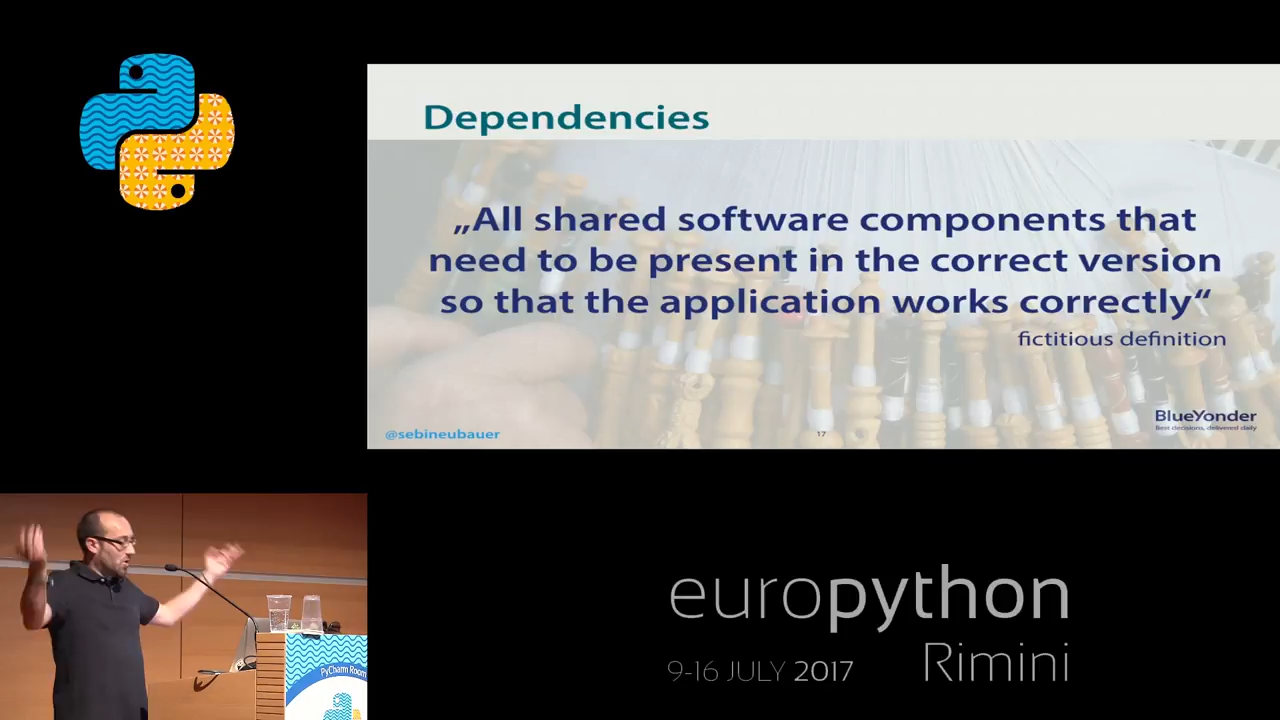 Dependencies
„All shared software components that
need to be present in the correct version
so that the application works correctly“
fictitious definition
BlueYonder
Best decisions, delivered daily
@sebineubauer
17
PyCharm Room
europython
Rimini
9-16 JULY 2017